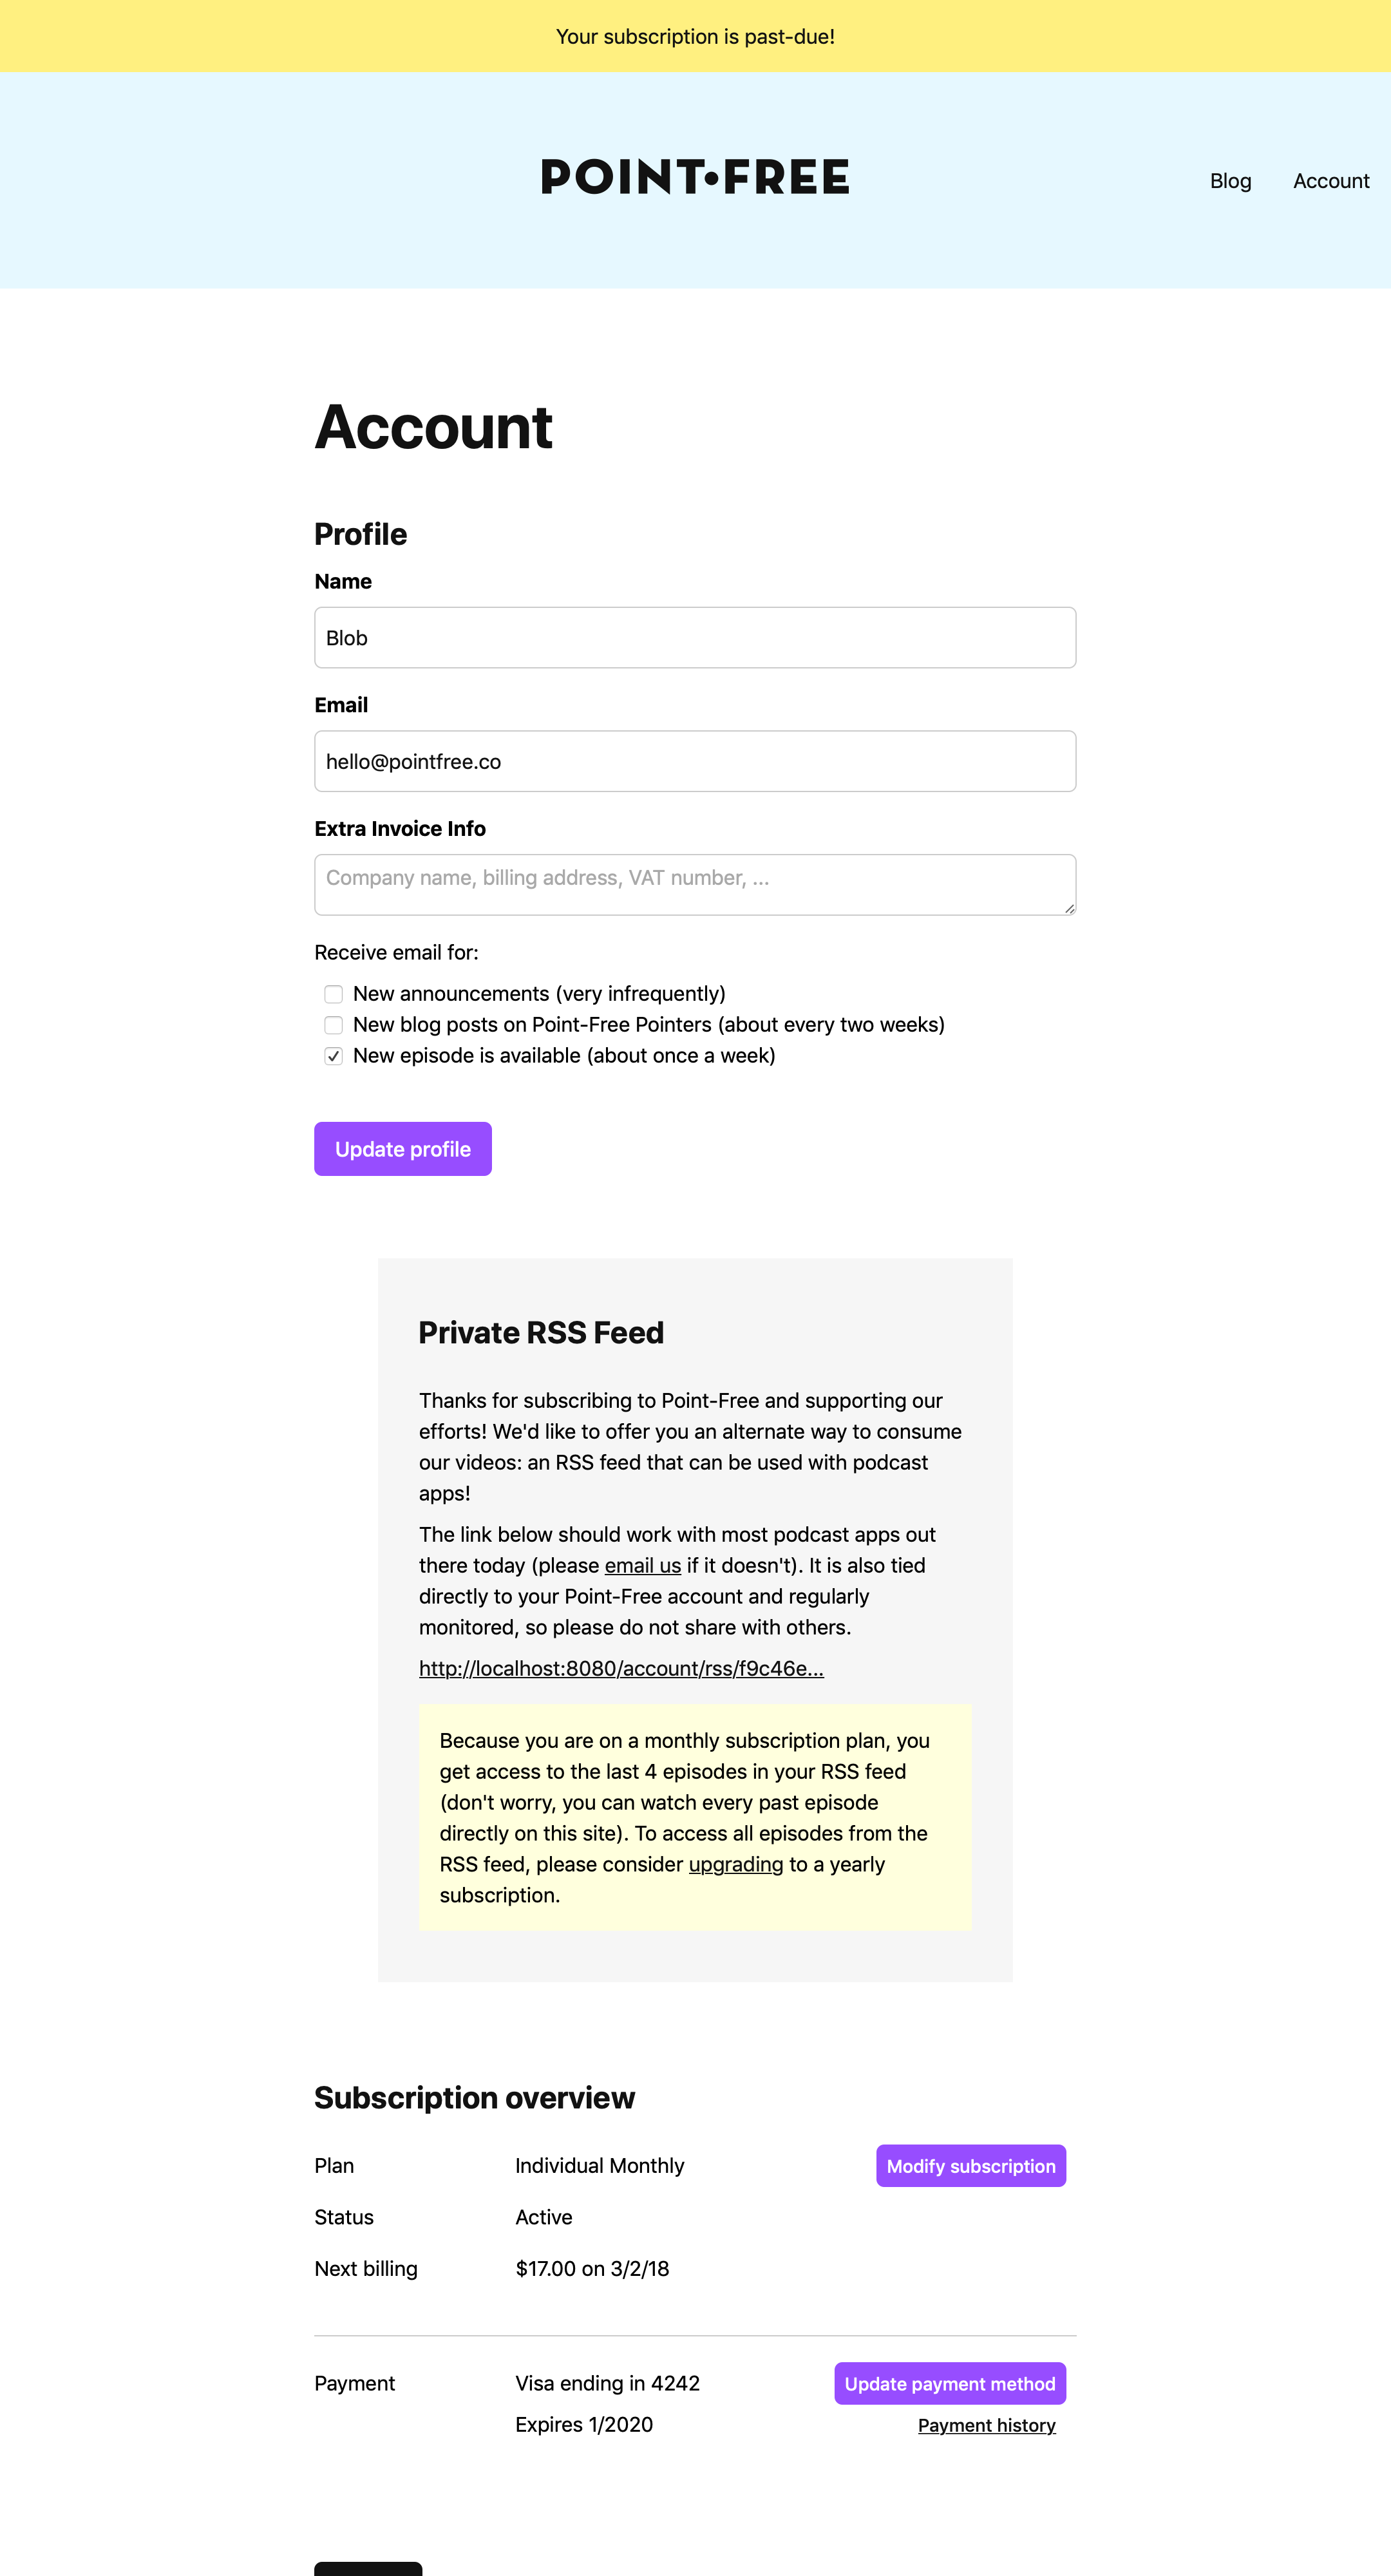 Your subscription is past-due!
POINT•FREE
Blog
Account
Account
Profile
Name
Blob
Email
hello@pointfree.co
Extra Invoice Info
Company name, billing address, VAT number, ...
Receive email for:
New announcements (very infrequently)
New blog posts on Point-Free Pointers (about every two weeks)
New episode is available (about once a week)
Update profile
Private RSS Feed
Thanks for subscribing to Point-Free and supporting our
efforts! We'd like to offer you an alternate way to consume
our videos: an RSS feed that can be used with podcast
apps!
The link below should work with most podcast apps out
there today (please email us if it doesn't). It is also tied
directly to your Point-Free account and regularly
monitored, so please do not share with others.
http://localhost:8080/account/rss/f9c46e...
Because you are on a monthly subscription plan, you
get access to the last 4 episodes in your RSS feed
(don't worry, you can watch every past episode
directly on this site). To access all episodes from the
RSS feed, please consider upgrading to a yearly
subscription.
Subscription overview
Plan
Individual Monthly
Modify subscription
Status
Active
Next billing
$17.00 on 3/2/18
Payment
Visa ending in 4242
Update payment method
Expires 1/2020
Payment history